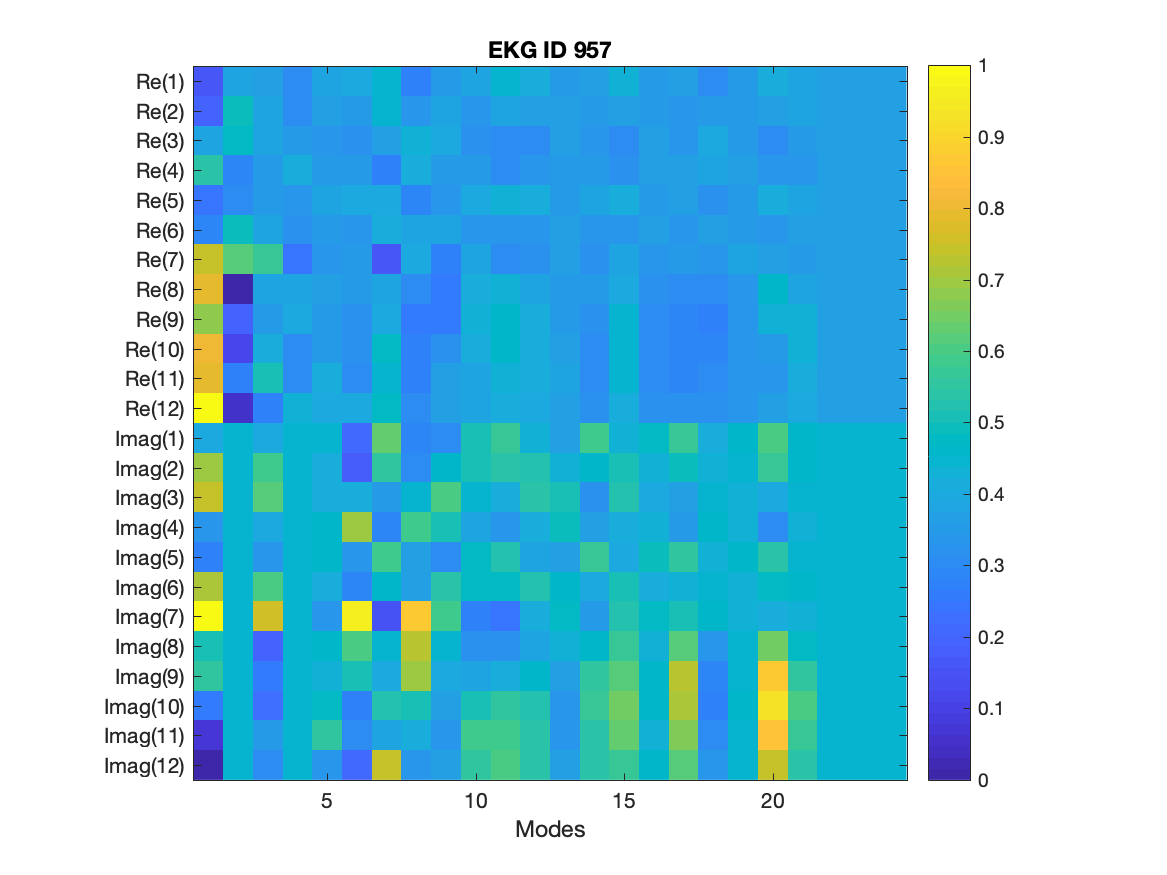 EKG ID 957
Re(1)
Re(2)
Re(3)
Re(4)
Re(5)
Re(6)
Re(7)
Re(8)
Re(9)
Re(10)
Re(11)
Re(12)
Imag(1)
Imag(2)
Imag(3)
Imag(4)
Imag(5)
Imag(6)
Imag(7)
Imag(8)
Imag(9)
Imag(10)
Imag(11)
Imag(12)
5 10 15 20
Modes
1
0.9
0.8
0.7
0.6
0.5
0.4
0.3
0.2
0.1
0